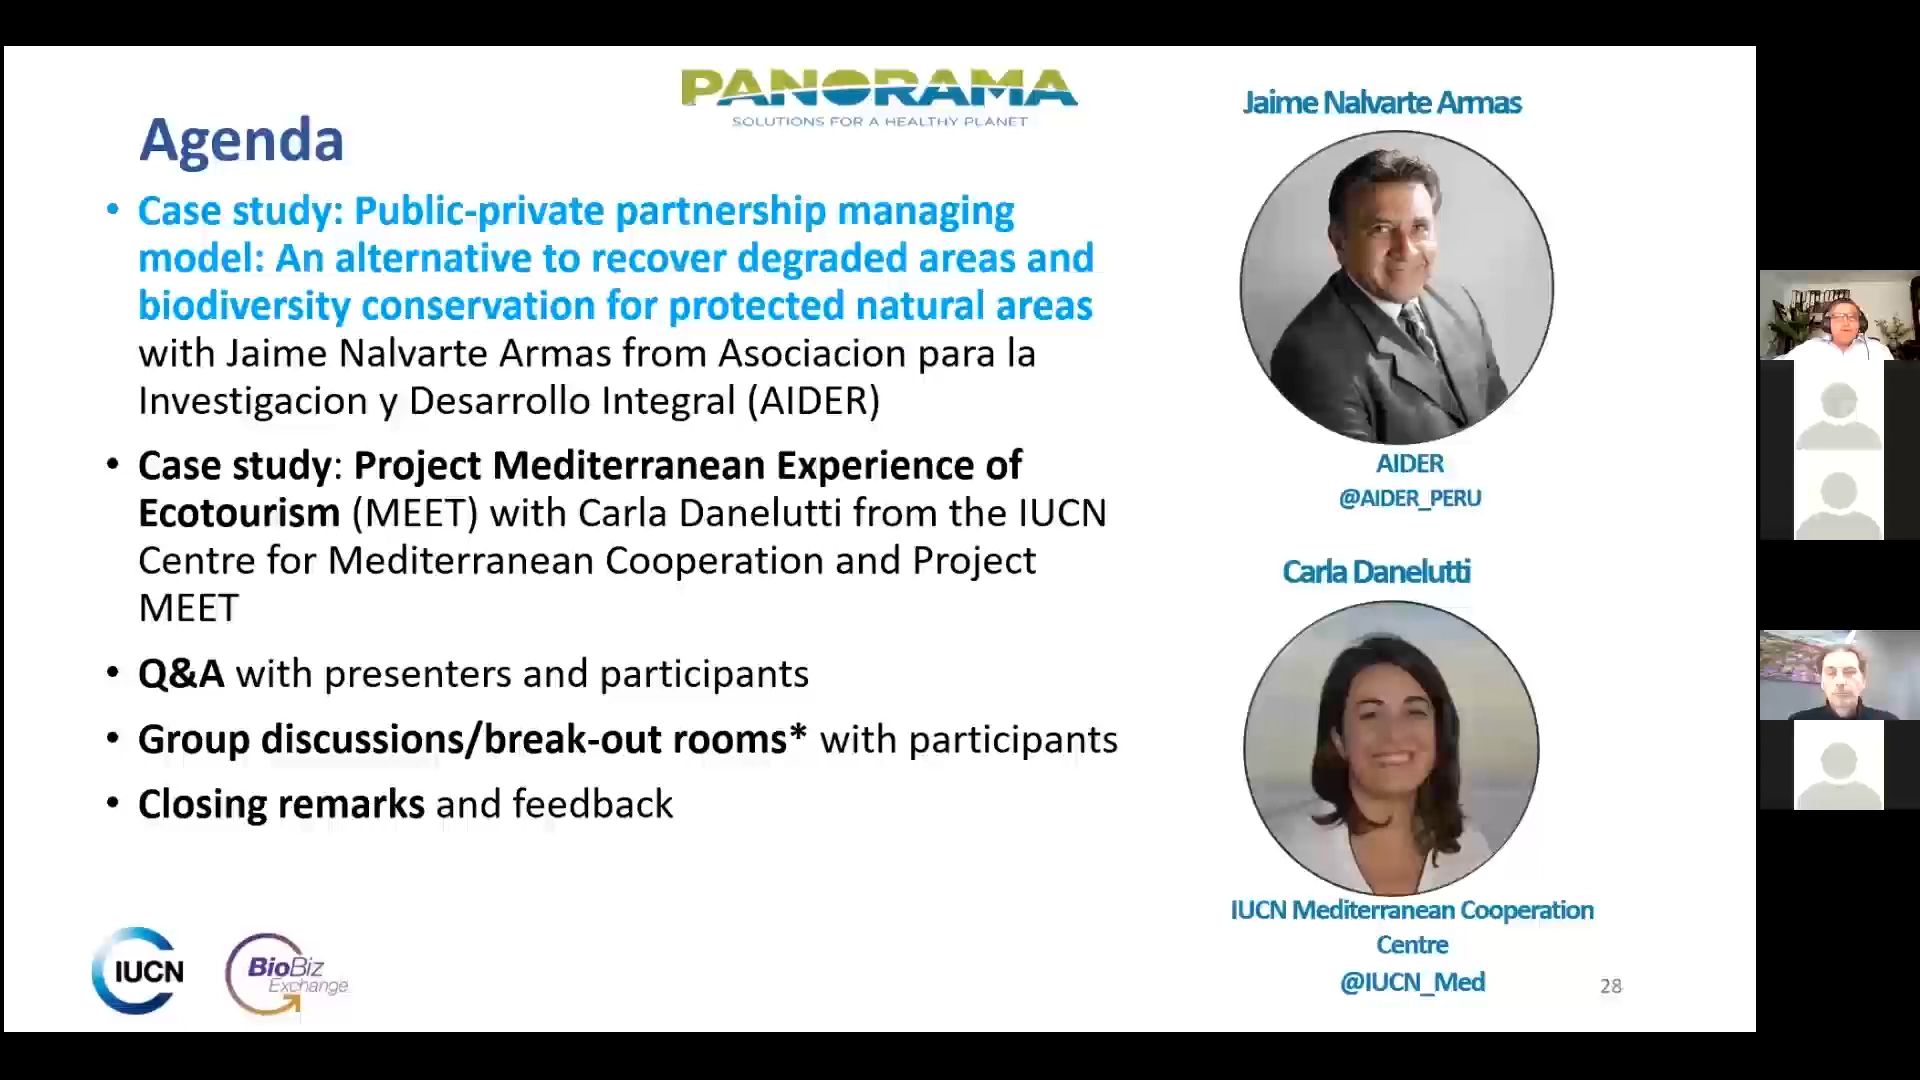 PANORAMA
SOLUTIONS FOR A HEALTHY PLANET
Agenda
• Case study: Public-private partnership managing
model: An alternative to recover degraded areas and
biodiversity conservation for protected natural areas
with Jaime Nalvarte Armas from Asociacion para la
Investigacion y Desarrollo Integral (AIDER)
• Case study: Project Mediterranean Experience of
Ecotourism (MEET) with Carla Danelutti from the IUCN
Centre for Mediterranean Cooperation and Project
MEET
• Q&A with presenters and participants
• Group discussions/break-out rooms* with participants
• Closing remarks and feedback
Jaime Nalvarte Armas
AIDER
@AIDER_PERU
Carla Danelutti
IUCN Mediterranean Cooperation
Centre
@IUCN_Med
IUCN
BioBiz
Exchange
28